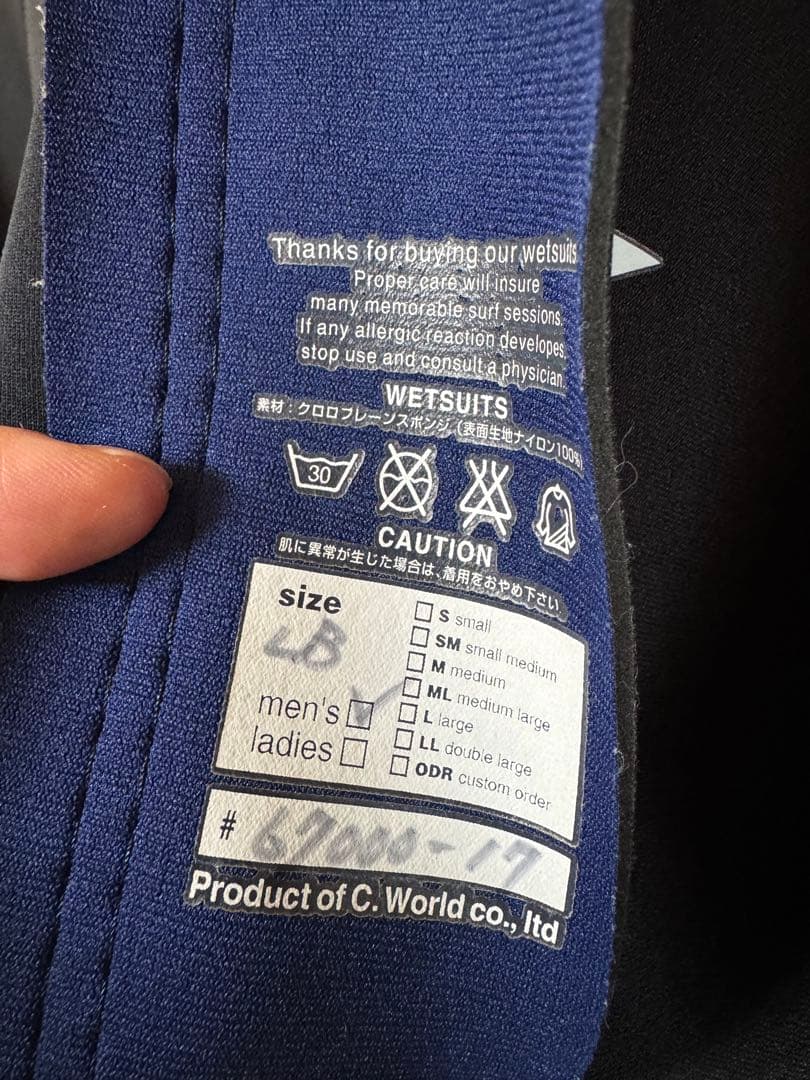 Thanks for buying our wetsuits
Proper care will insure
many memorable surf sessions.
If any allergic reaction developes,
stop use and consult a physician.
WETSUITS
素材:クロロプレーンスポンジ(表面生地ナイロン100%)
30
CAUTION
肌に異常が生じた場合は、着用をおやめ下さい.
size
LB
men's
ladies
S small
SM small medium
M medium
ML medium large
L large
LL double large
ODR custom order
# 67000-17
Product of C. World co., ltd